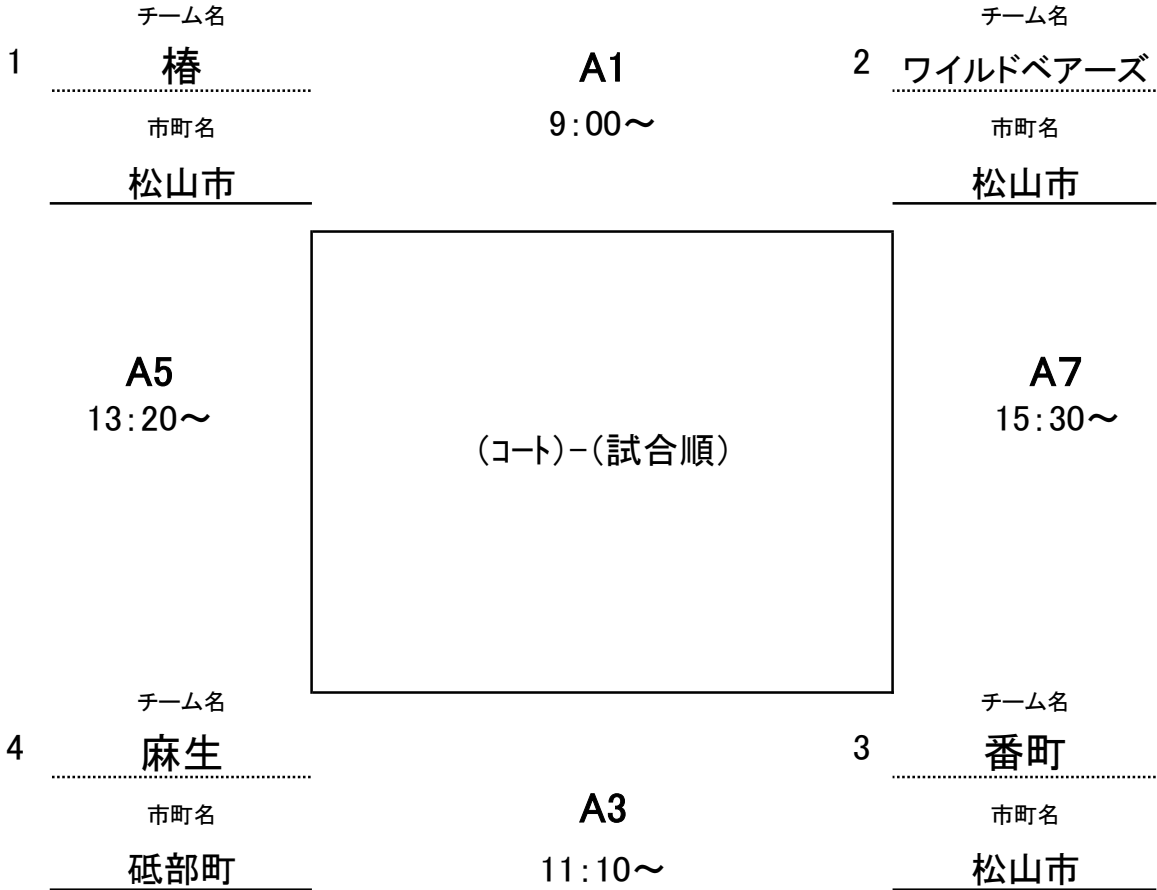 チーム名
チーム名
1
椿
A1
2
ワイルドベアーズ
9:00～
市町名
市町名
松山市
松山市
A5
A7
13:20～
15:30～
(コート)-(試合順)
チーム名
チーム名
4
麻生
3
番町
市町名
A3
市町名
砥部町
11:10～
松山市